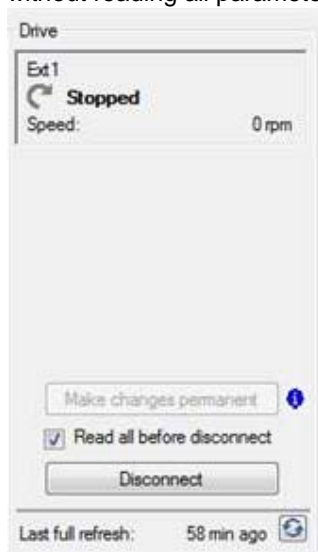 Drive
Ext1
Stopped
Speed: 0 rpm
Make changes permanent
Read all before disconnect
Disconnect
Last full refresh: 58 min ago